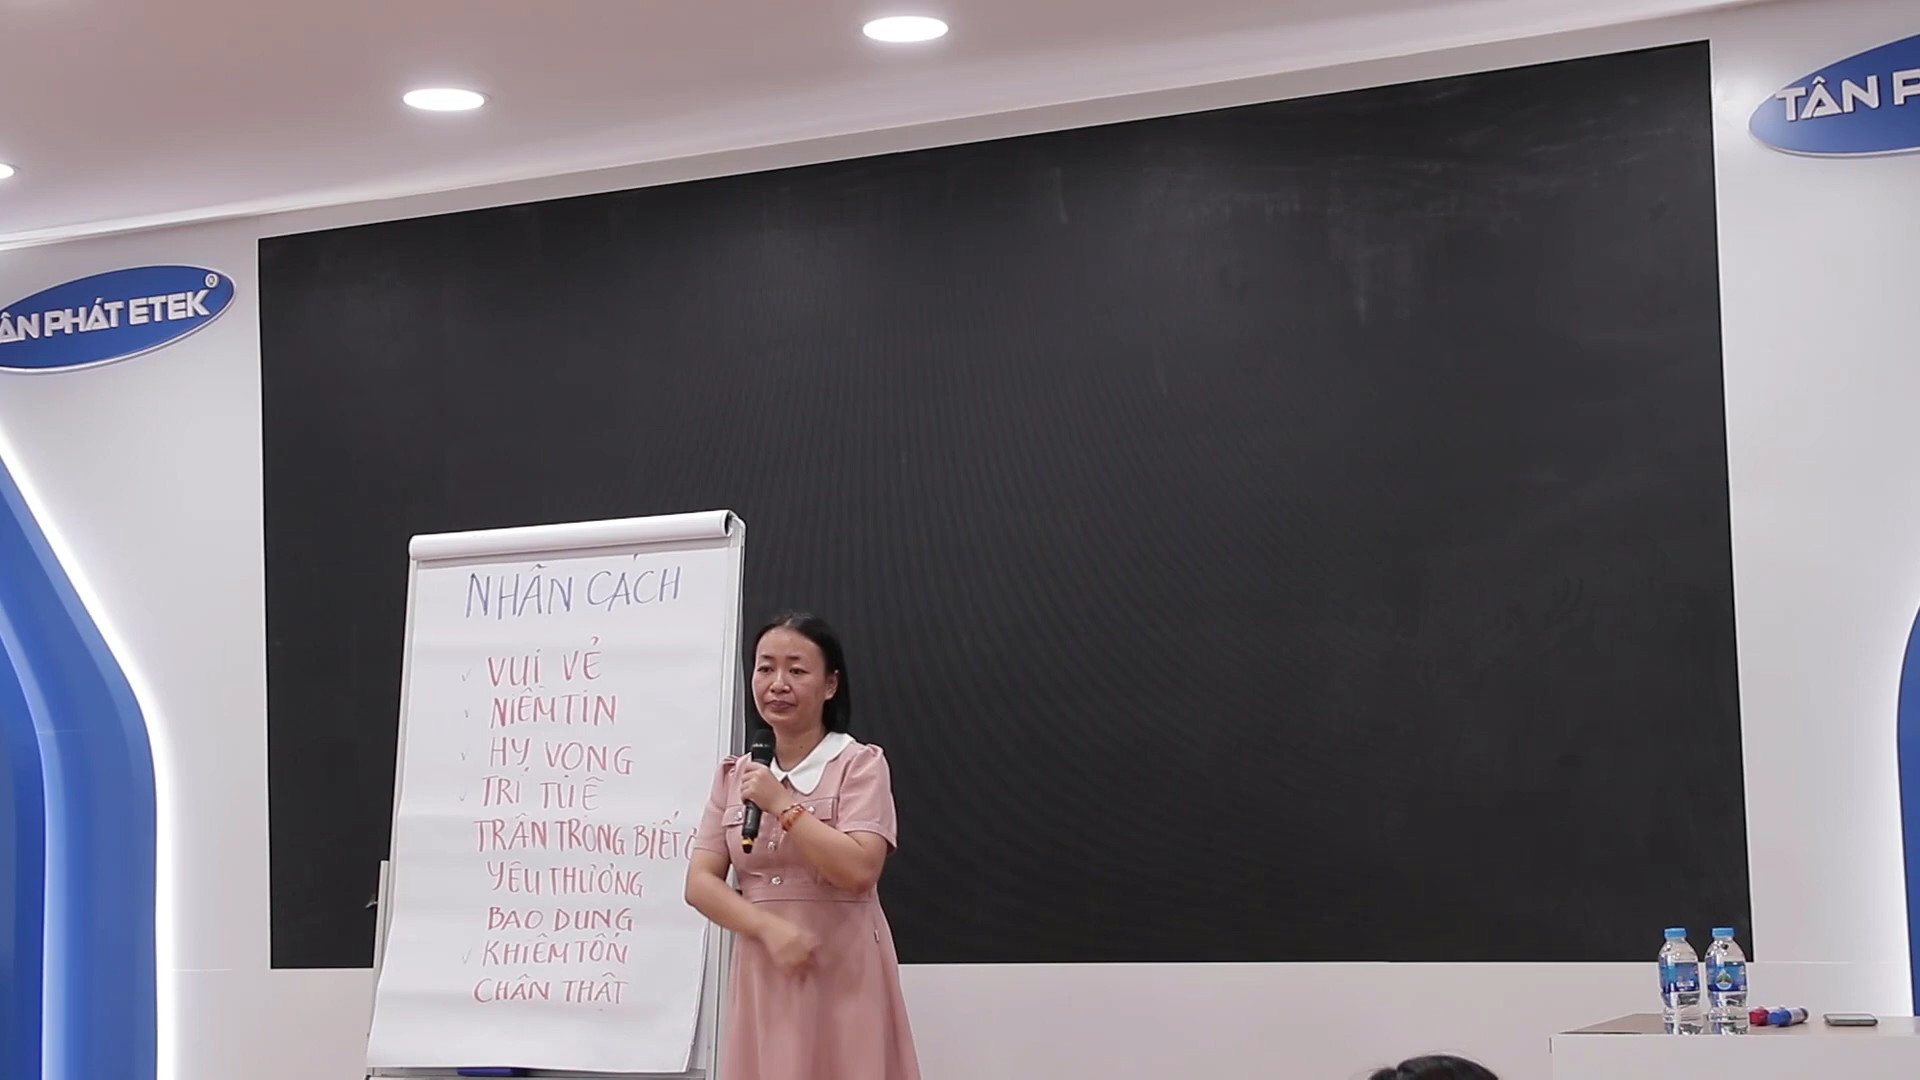 TÂN P
ÂN PHÁT ETEK®
NHÂN CÁCH
VUI VẺ
NIỀM TIN
HY VỌNG
TRÍ TUỆ
TRÂN TRỌNG BIẾT
YÊU THƯƠNG
BAO DUNG
KHIÊM TỐN
CHÂN THẬT